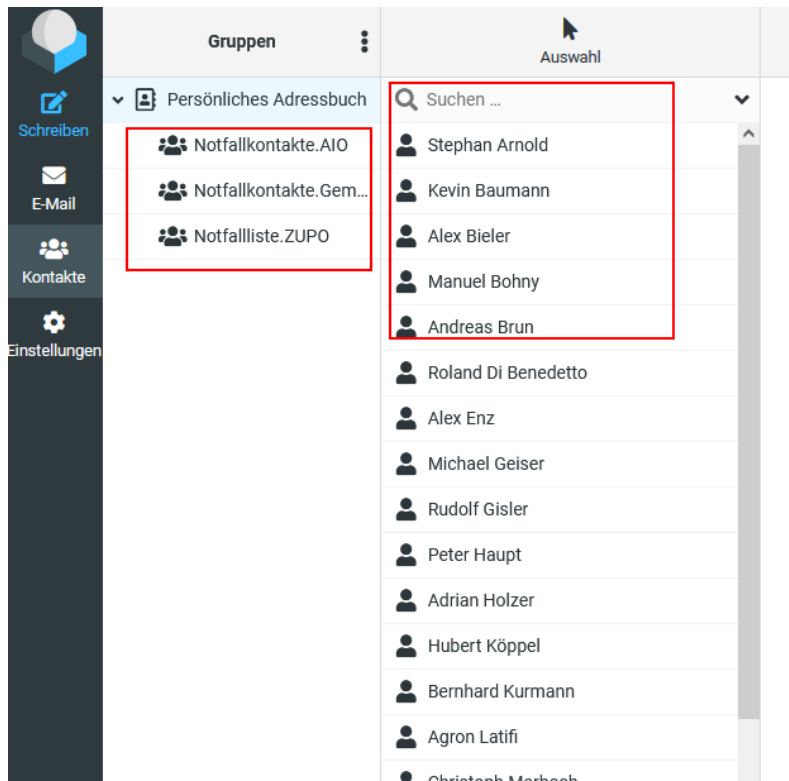 Gruppen
Auswahl
Schreiben
E-Mail
Kontakte
Einstellungen
Persönliches Adressbuch
Notfallkontakte.AIO
Notfallkontakte.Gem...
Notfallliste.ZUPO
Suchen ...
Stephan Arnold
Kevin Baumann
Alex Bieler
Manuel Bohny
Andreas Brun
Roland Di Benedetto
Alex Enz
Michael Geiser
Rudolf Gisler
Peter Haupt
Adrian Holzer
Hubert Köppel
Bernhard Kurmann
Agron Latifi
Christoph